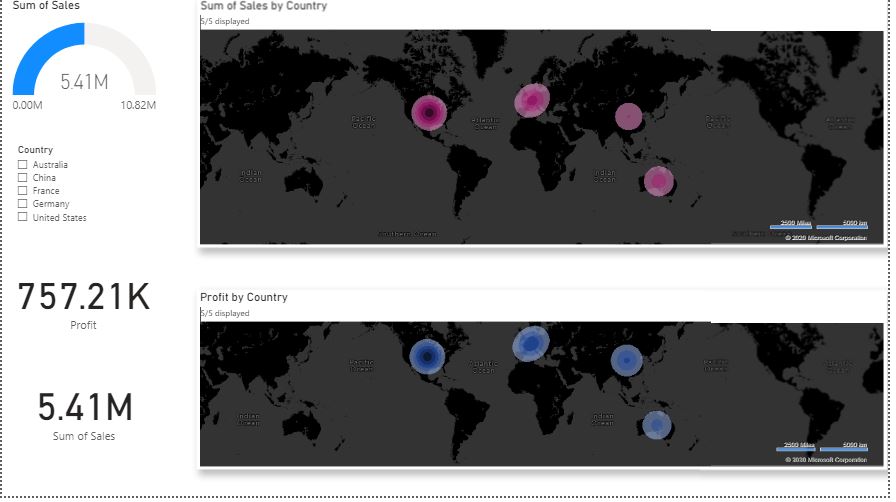 Sum of Sales
5.41M
0.00M 10.82M
Country
Australia
China
France
Germany
United States
757.21K
Profit
5.41M
Sum of Sales
Sum of Sales by Country
5/5 displayed
Pacific
Ocean
Atlantic
Ocean
Pacific
Ocean
Atlantic
Ocean
Indian
Ocean
Indian
Ocean
Southern Ocean
2500 Miles 5000 km
© 2020 Microsoft Corporation
Profit by Country
5/5 displayed
Pacific
Ocean
Atlantic
Ocean
Pacific
Ocean
Atlantic
Ocean
Indian
Ocean
Indian
Ocean
2500 Miles 5000 km
© 2020 Microsoft Corporation